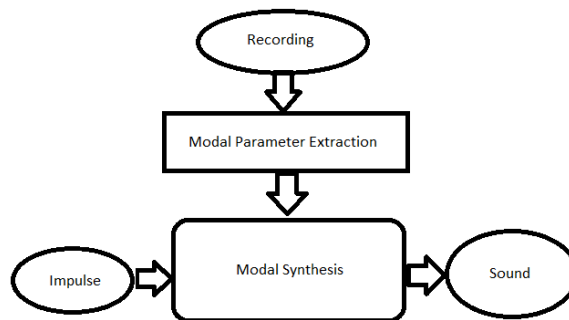 Recording
Modal Parameter Extraction
Modal Synthesis
Impulse
Sound